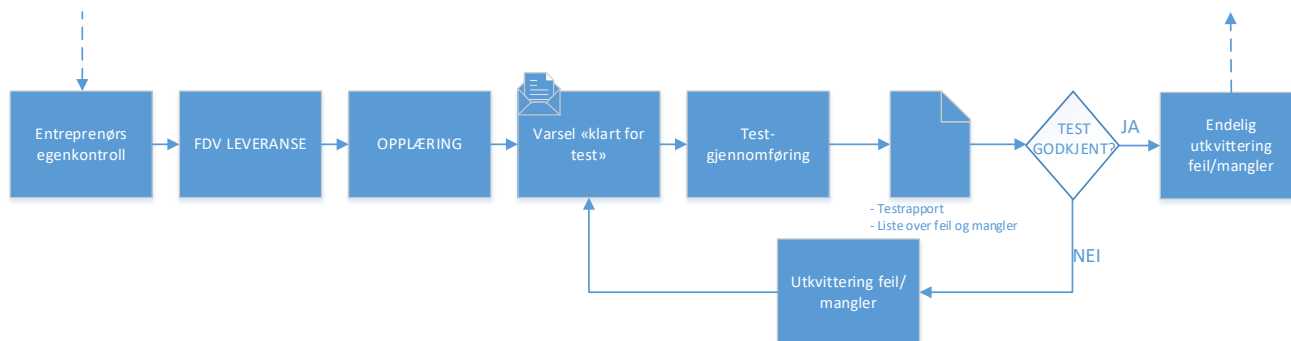 Entreprenørs
egenkontroll
FDV LEVERANSE
OPPLÆRING
Varsel «klart for
test»
Test-
gjennomføring
- Testrapport
- Liste over feil og mangler
TEST
GODKJENT?
JA
Endelig
utkvittering
feil/mangler
NEI
Utkvittering feil/
mangler